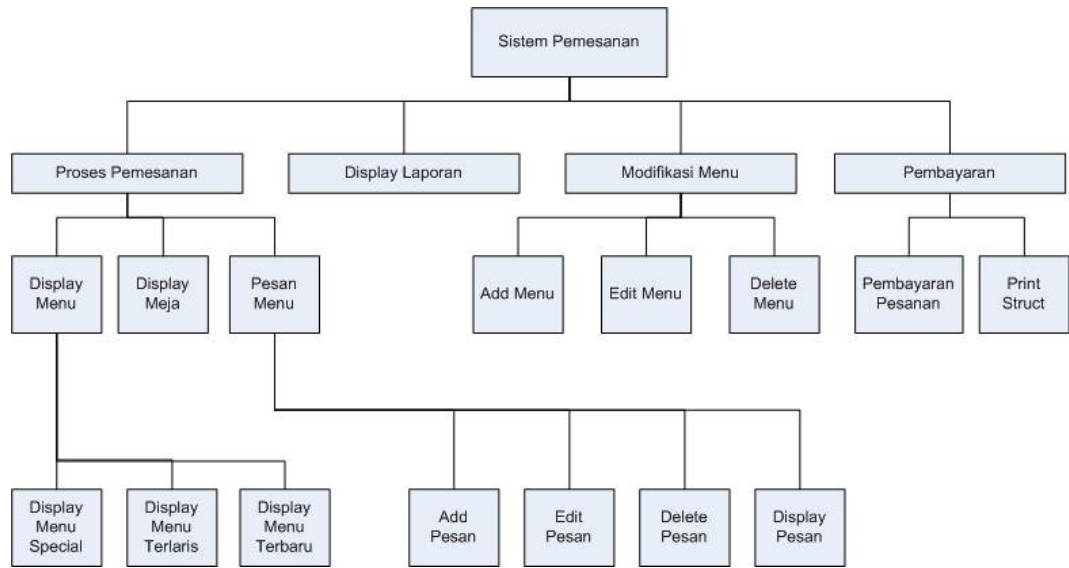 Sistem Pemesanan
Proses Pemesanan
Display Laporan
Modifikasi Menu
Pembayaran
Display
Menu
Display
Meja
Pesan
Menu
Add Menu
Edit Menu
Delete
Menu
Pembayaran
Pesanan
Print
Struct
Display
Menu
Special
Display
Menu
Terlaris
Display
Menu
Terbaru
Add
Pesan
Edit
Pesan
Delete
Pesan
Display
Pesan